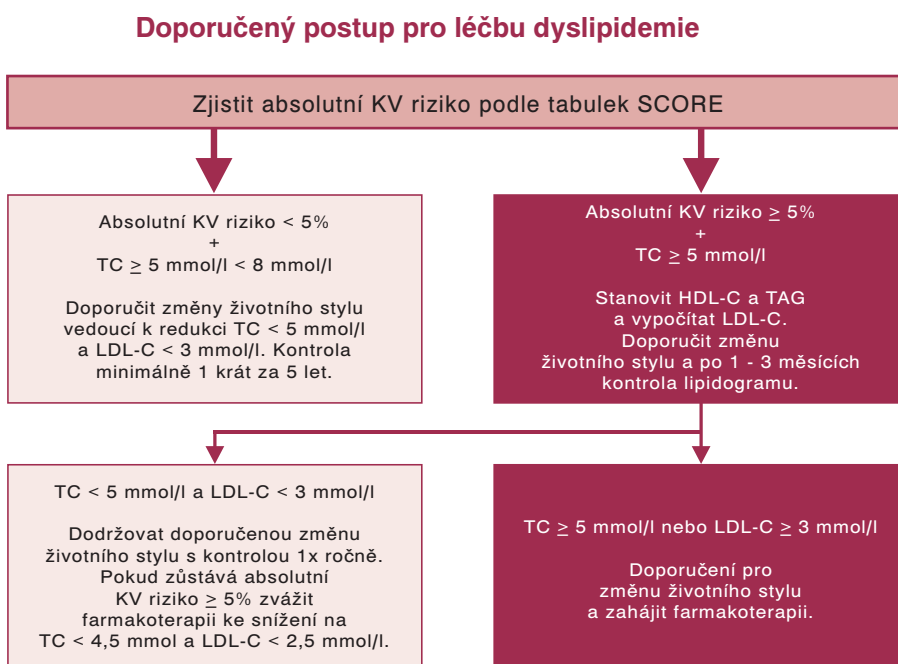 Doporučený postup pro léčbu dyslipidemie
Zjistit absolutní KV riziko podle tabulek SCORE
Absolutní KV riziko < 5%
+
TC ≥ 5 mmol/l < 8 mmol/l
Doporučit změny životního stylu
vedoucí k redukci TC < 5 mmol/l
a LDL-C < 3 mmol/l. Kontrola
minimálně 1 krát za 5 let.
Absolutní KV riziko ≥ 5%
+
TC ≥ 5 mmol/l
Stanovit HDL-C a TAG
a vypočítat LDL-C.
Doporučit změnu
životního stylu a po 1 - 3 měsících
kontrola lipidogramu.
TC < 5 mmol/l a LDL-C < 3 mmol/l
Dodržovat doporučenou změnu
životního stylu s kontrolou 1x ročně.
Pokud zůstává absolutní
KV riziko ≥ 5% zvážit
farmakoterapii ke snížení na
TC < 4,5 mmol a LDL-C < 2,5 mmol/l.
TC ≥ 5 mmol/l nebo LDL-C ≥ 3 mmol/l
Doporučení pro
změnu životního stylu
a zahájit farmakoterapii.